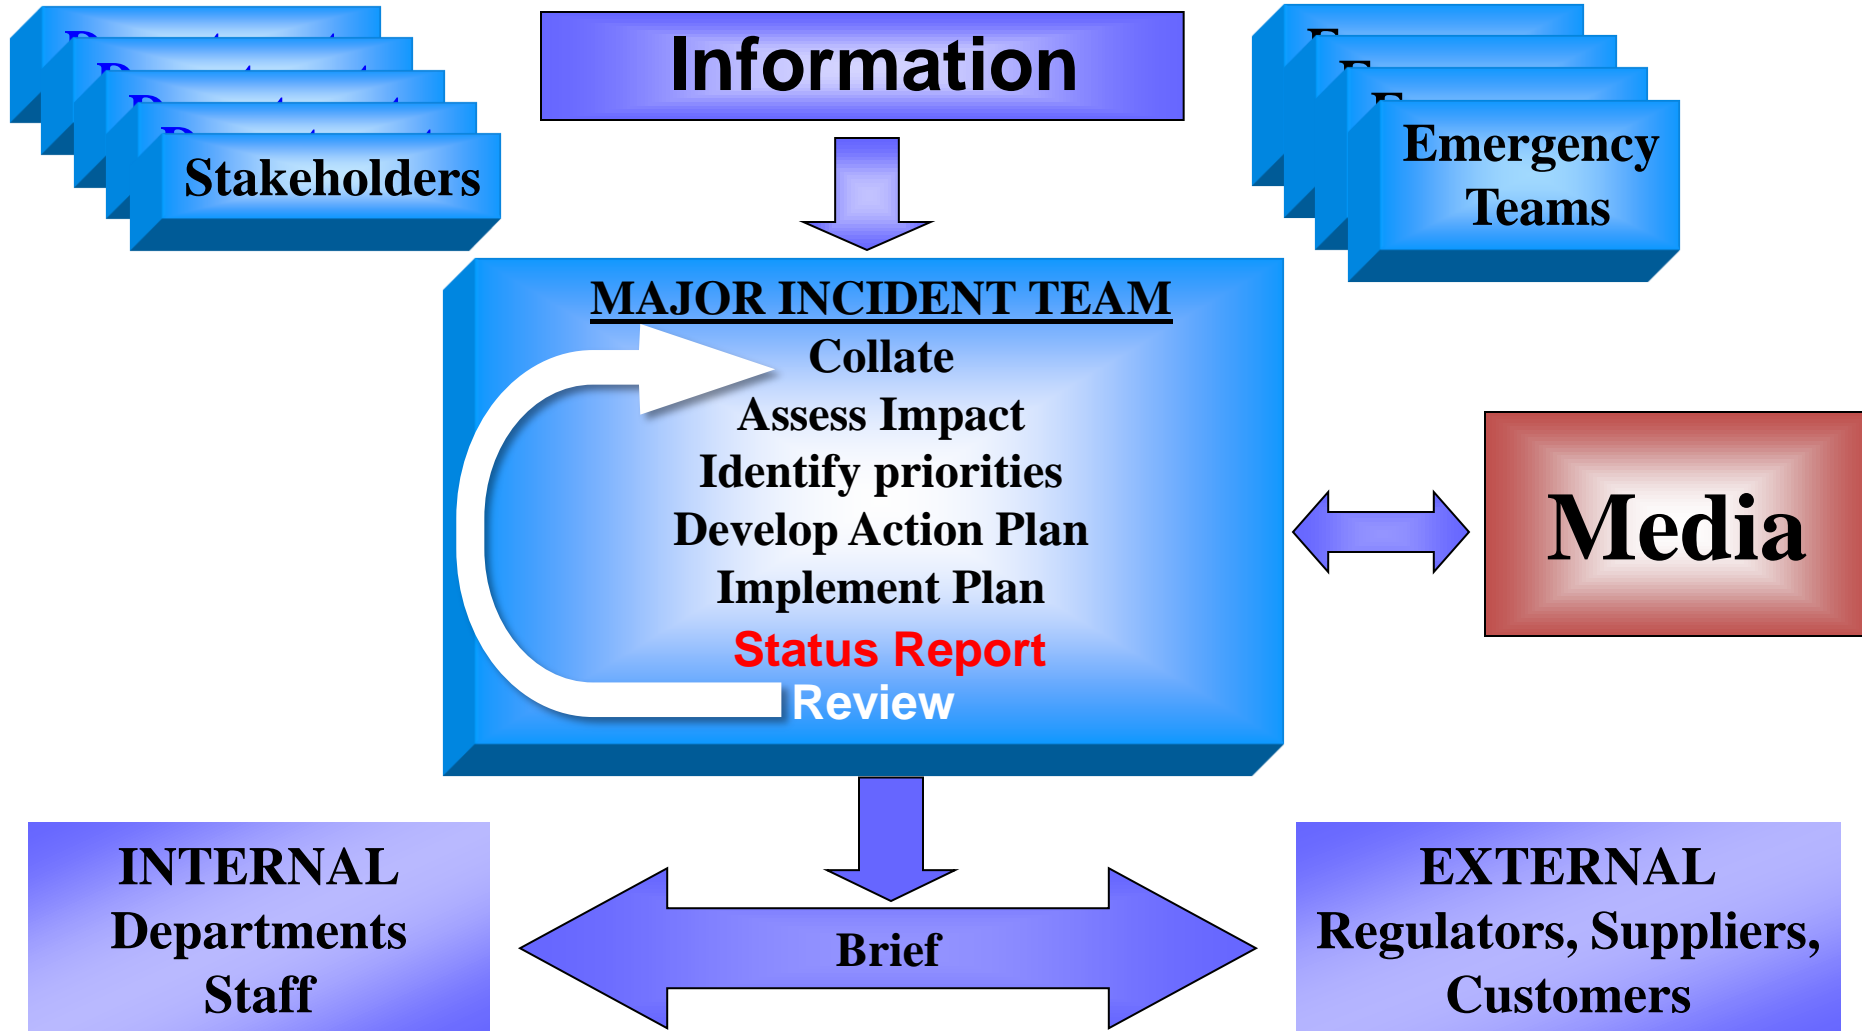 Information
Stakeholders
Emergency
Teams
MAJOR INCIDENT TEAM
Collate
Assess Impact
Identify priorities
Develop Action Plan
Implement Plan
Status Report
Review
Media
INTERNAL
Departments
Staff
Brief
EXTERNAL
Regulators, Suppliers,
Customers